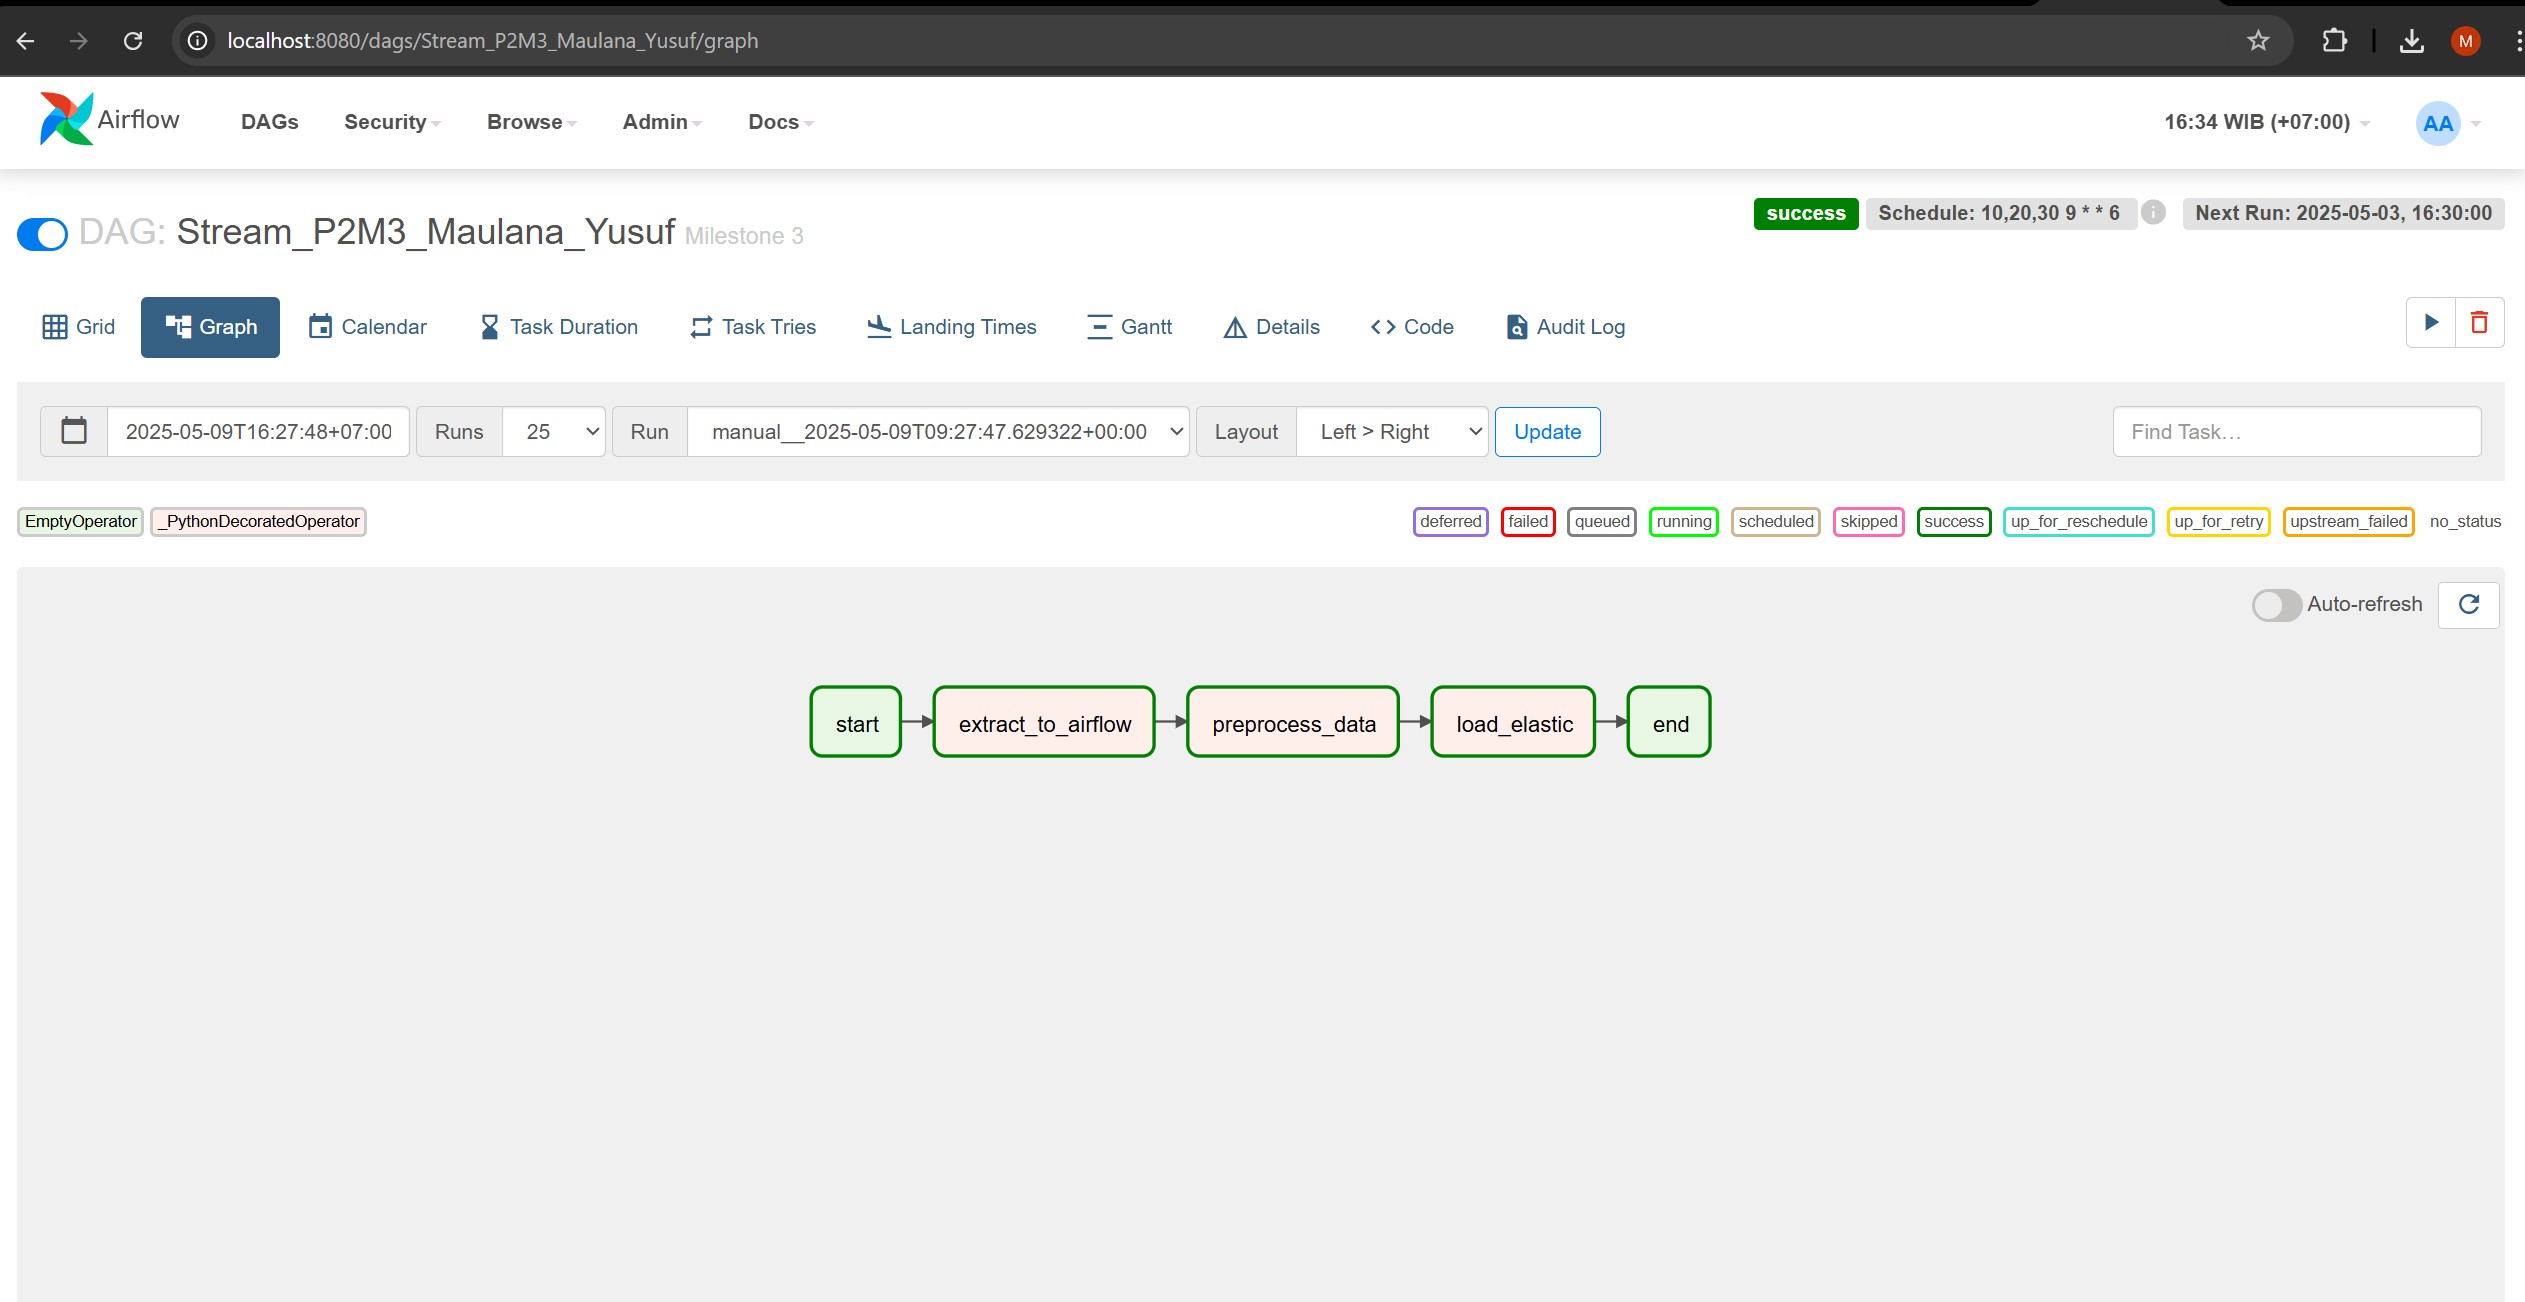 localhost:8080/dags/Stream_P2M3_Maulana_Yusuf/graph
M
Airflow DAGs Security Browse Admin Docs 16:34 WIB (+07:00) AA
DAG: Stream_P2M3_Maulana_Yusuf Milestone 3
success Schedule: 10,20,30 9 * * 6 i Next Run: 2025-05-03, 16:30:00
Grid Graph Calendar Task Duration Task Tries Landing Times Gantt Details Code Audit Log
2025-05-09T16:27:48+07:00 Runs 25 Run manual__2025-05-09T09:27:47.629322+00:00 Layout Left > Right Update Find Task…
EmptyOperator _PythonDecoratedOperator deferred failed queued running scheduled skipped success up_for_reschedule up_for_retry upstream_failed no_status
Auto-refresh
start extract_to_airflow preprocess_data load_elastic end